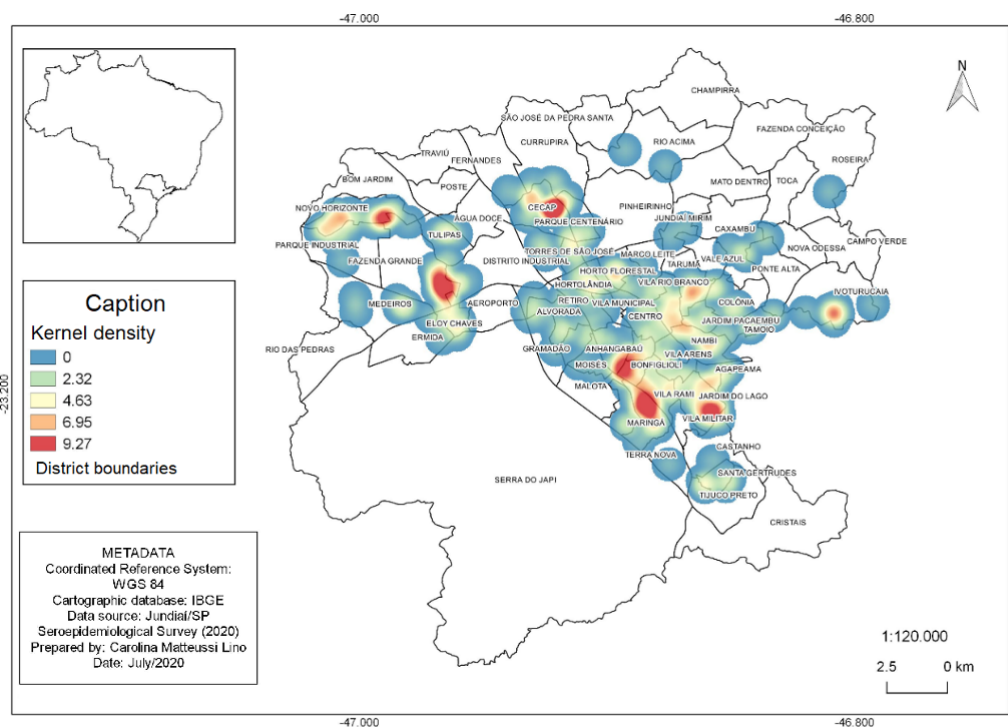 -47.000
-46.800
N
CHAMPIRRA
SÃO JOSÉ DA PEDRA SANTA
FAZENDA CONCEIÇÃO
CURRUPIRA
RIO ACIMA
TRAVIÚ
FERNANDES
ROSEIRA
BOM JARDIM
POSTE
MATO DENTRO
TOCA
NOVO HORIZONTE
CECAP
PINHEIRINHO
ÁGUA DOCE
PARQUE CENTENÁRIO
JUNDIAÍ MIRIM
TULIPAS
CAXAMBU
PARQUE INDUSTRIAL
CAMPO VERDE
NOVA ODESSA
TORRES DE SÃO JOSÉ
MARCO LEITE
FAZENDA GRANDE
DISTRITO INDUSTRIAL
TARUMÃ
VALE AZUL
HORTO FLORESTAL
PONTE ALTA
HORTOLÂNDIA
VILA RIO BRANCO
IVOTURUCAIA
MEDEIROS
AEROPORTO
RETIRO
VILA MUNICIPAL
COLÔNIA
ALVORADA
CENTRO
ELOY CHAVES
JARDIM PACAEMBU
TAMOIO
ERMIDA
NAMBI
RIO DAS PEDRAS
GRAMADÃO
ANHANGABAÚ
VILA ARENS
MOISÉS
BONFIGLIOLI
AGAPEAMA
MALOTA
VILA RAMI
JARDIM DO LAGO
MARINGÁ
VILA MILITAR
CASTANHO
TERRA NOVA
SANTA GERTRUDES
SERRA DO JAPI
TIJUCO PRETO
CRISTAIS
-23.200
Caption
Kernel density
0
2.32
4.63
6.95
9.27
District boundaries
METADATA
Coordinated Reference System:
WGS 84
Cartographic database: IBGE
Data source: Jundiaí/SP
Seroepidemiological Survey (2020)
Prepared by: Carolina Matteussi Lino
Date: July/2020
1:120.000
2.5 0 km
-47.000
-46.800